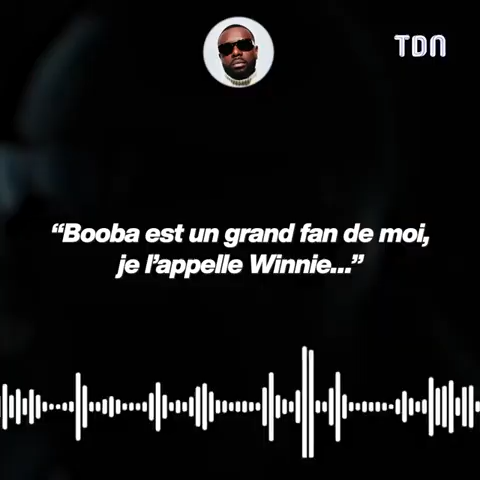 TDN
“Booba est un grand fan de moi,
je l’appelle Winnie...”